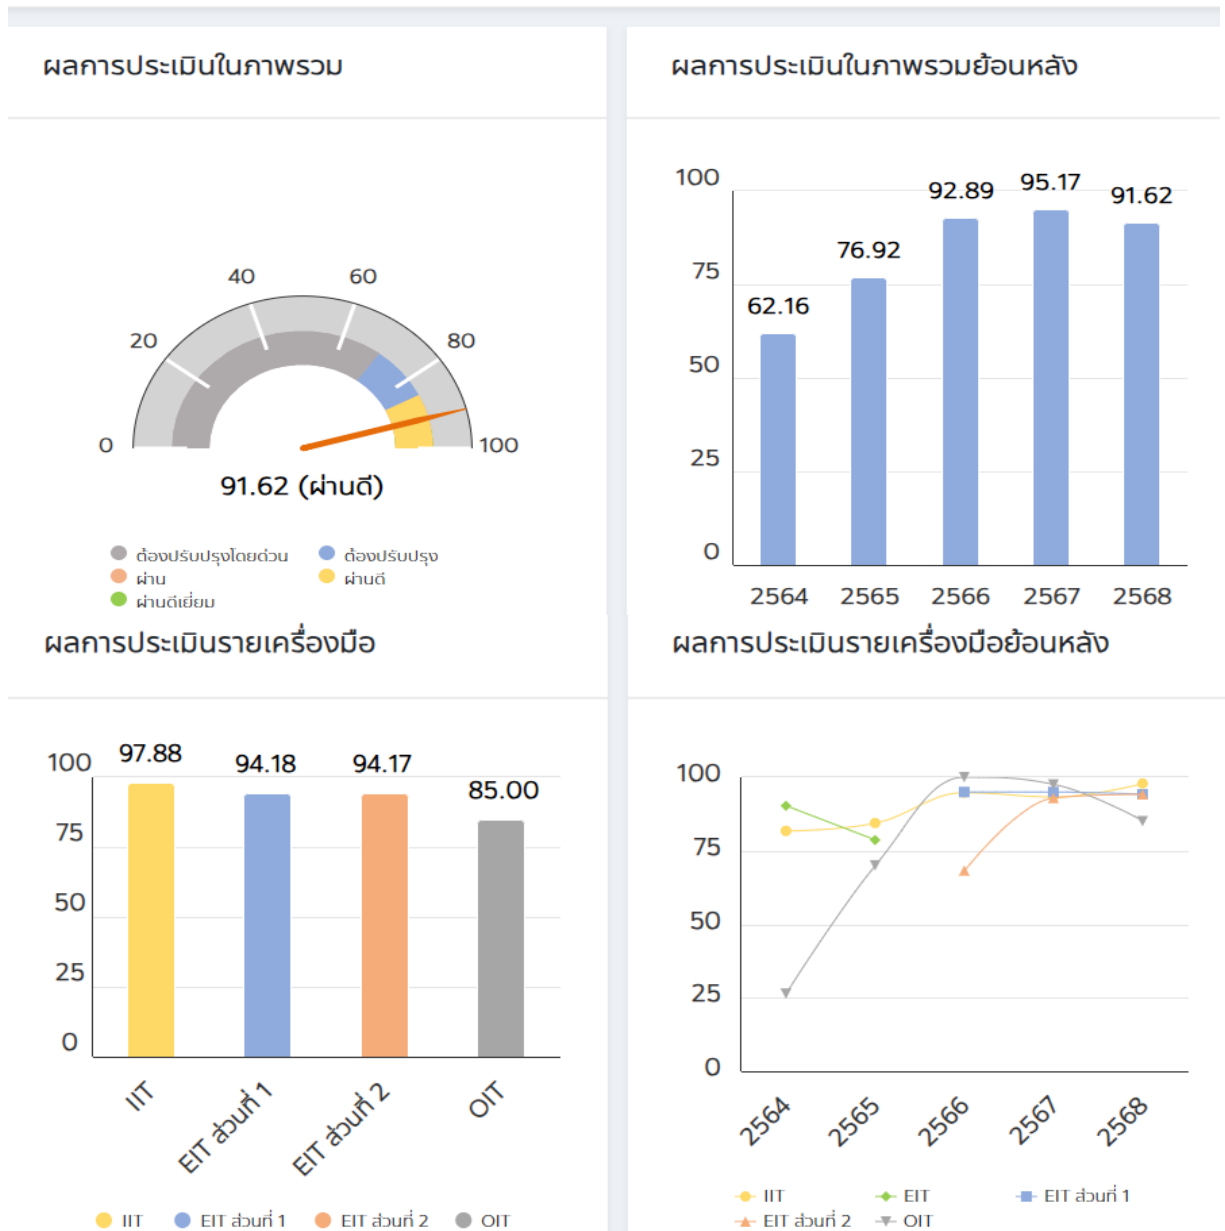 ผลการประเมินในภาพรวม
40 60
20 80
0 100
91.62 (ผ่านดี)
ต้องปรับปรุงโดยด่วน ต้องปรับปรุง
ผ่าน ผ่านดี
ผ่านดีเยี่ยม
ผลการประเมินในภาพรวมย้อนหลัง
100
75
50
25
0
62.16 76.92 92.89 95.17 91.62
2564 2565 2566 2567 2568
ผลการประเมินรายเครื่องมือ
100
75
50
25
0
97.88 94.18 94.17 85.00
IIT EIT ส่วนที่ 1 EIT ส่วนที่ 2 OIT
IIT EIT ส่วนที่ 1 EIT ส่วนที่ 2 OIT
ผลการประเมินรายเครื่องมือย้อนหลัง
100
75
50
25
0
2564 2565 2566 2567 2568
IIT EIT EIT ส่วนที่ 1
EIT ส่วนที่ 2 OIT